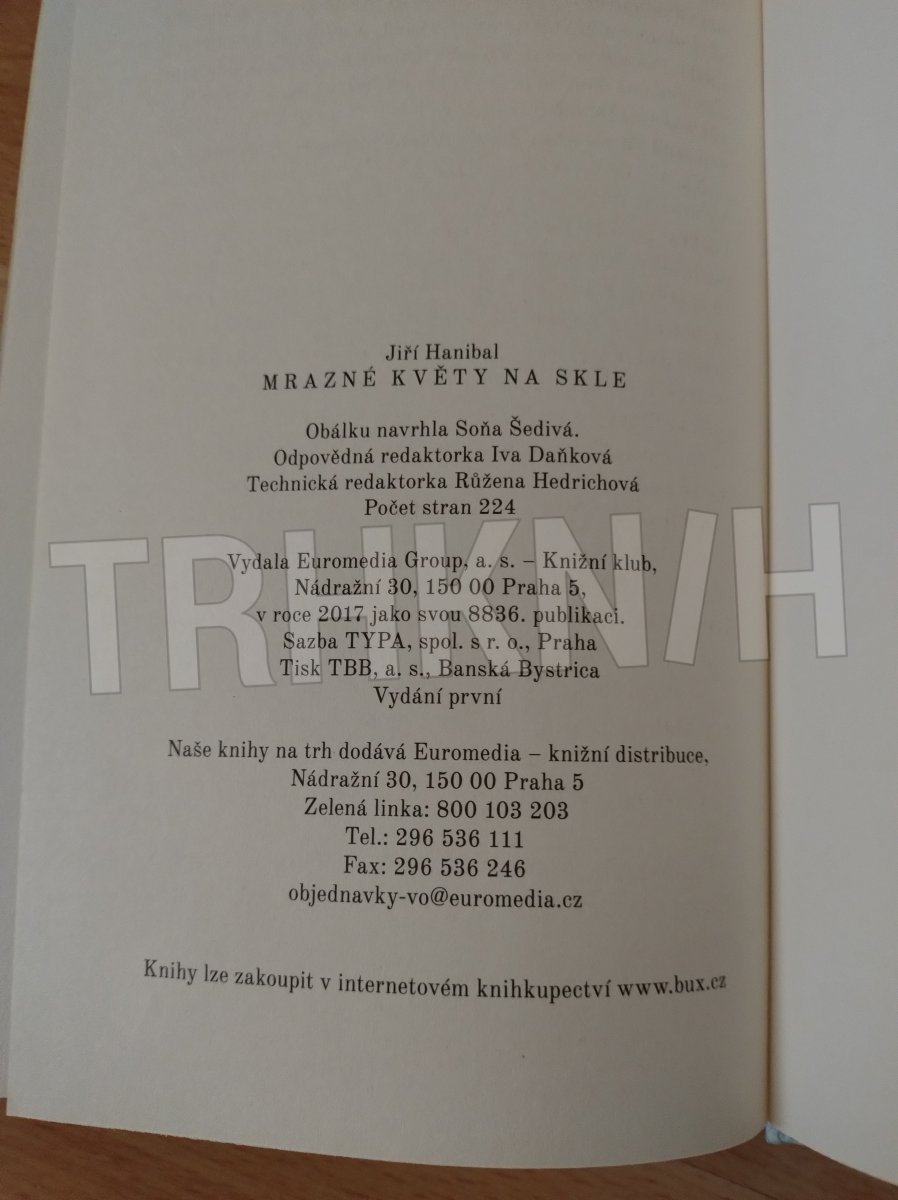 Jiří Hanibal
MRAZNÉ KVĚTY NA SKLE
Obálku navrhla Soňa Šedivá.
Odpovědná redaktorka Iva Daňková
Technická redaktorka Růžena Hedrichová
Počet stran 224
Vydala Euromedia Group, a. s. – Knižní klub,
Nádražní 30, 150 00 Praha 5,
v roce 2017 jako svou 8836. publikaci.
Sazba TYPA, spol. s r. o., Praha
Tisk TBB, a. s., Banská Bystrica
Vydání první
Naše knihy na trh dodává Euromedia – knižní distribuce,
Nádražní 30, 150 00 Praha 5
Zelená linka: 800 103 203
Tel.: 296 536 111
Fax: 296 536 246
objednavky-vo@euromedia.cz
Knihy lze zakoupit v internetovém knihkupectví www.bux.cz
TRHKN/H